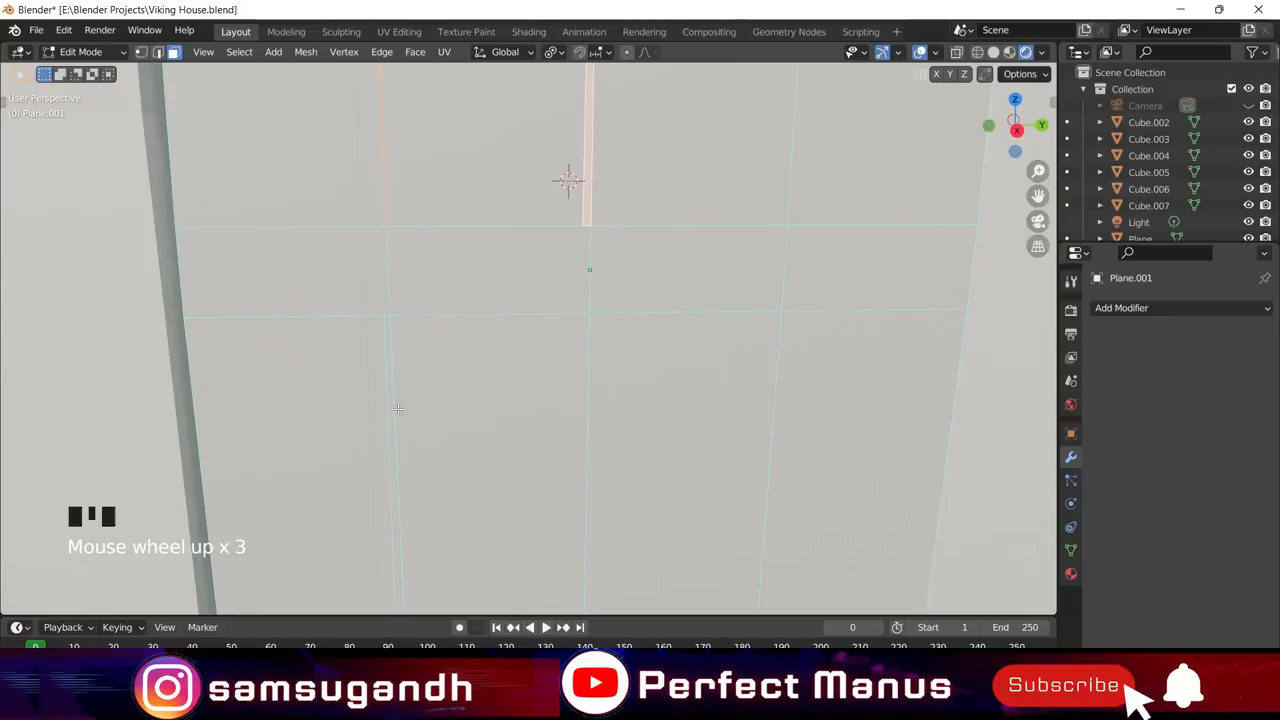 Blender* [E:\Blender Projects\Viking House.blend]
File Edit Render Window Help
Layout Modeling Sculpting UV Editing Texture Paint Shading Animation Rendering Compositing Geometry Nodes Scripting +
Scene
ViewLayer
Edit Mode
View Select Add Mesh Vertex Edge Face UV
Global
X Y Z
Options
User Perspective
(0) Plane.001
Z
Y
X
Scene Collection
Collection
Camera
Cube.002
Cube.003
Cube.004
Cube.005
Cube.006
Cube.007
Light
Plane
Plane.001
Add Modifier
Mouse wheel up x 3
Playback Keying View Marker
0 Start 1 End 250
0 10 20 30 40 50 60 70 80 90 100 110 120 130 140 150 160 170 180 190 200 210 220 230 240 250
samsugandh
Perfect Manus
Subscribe